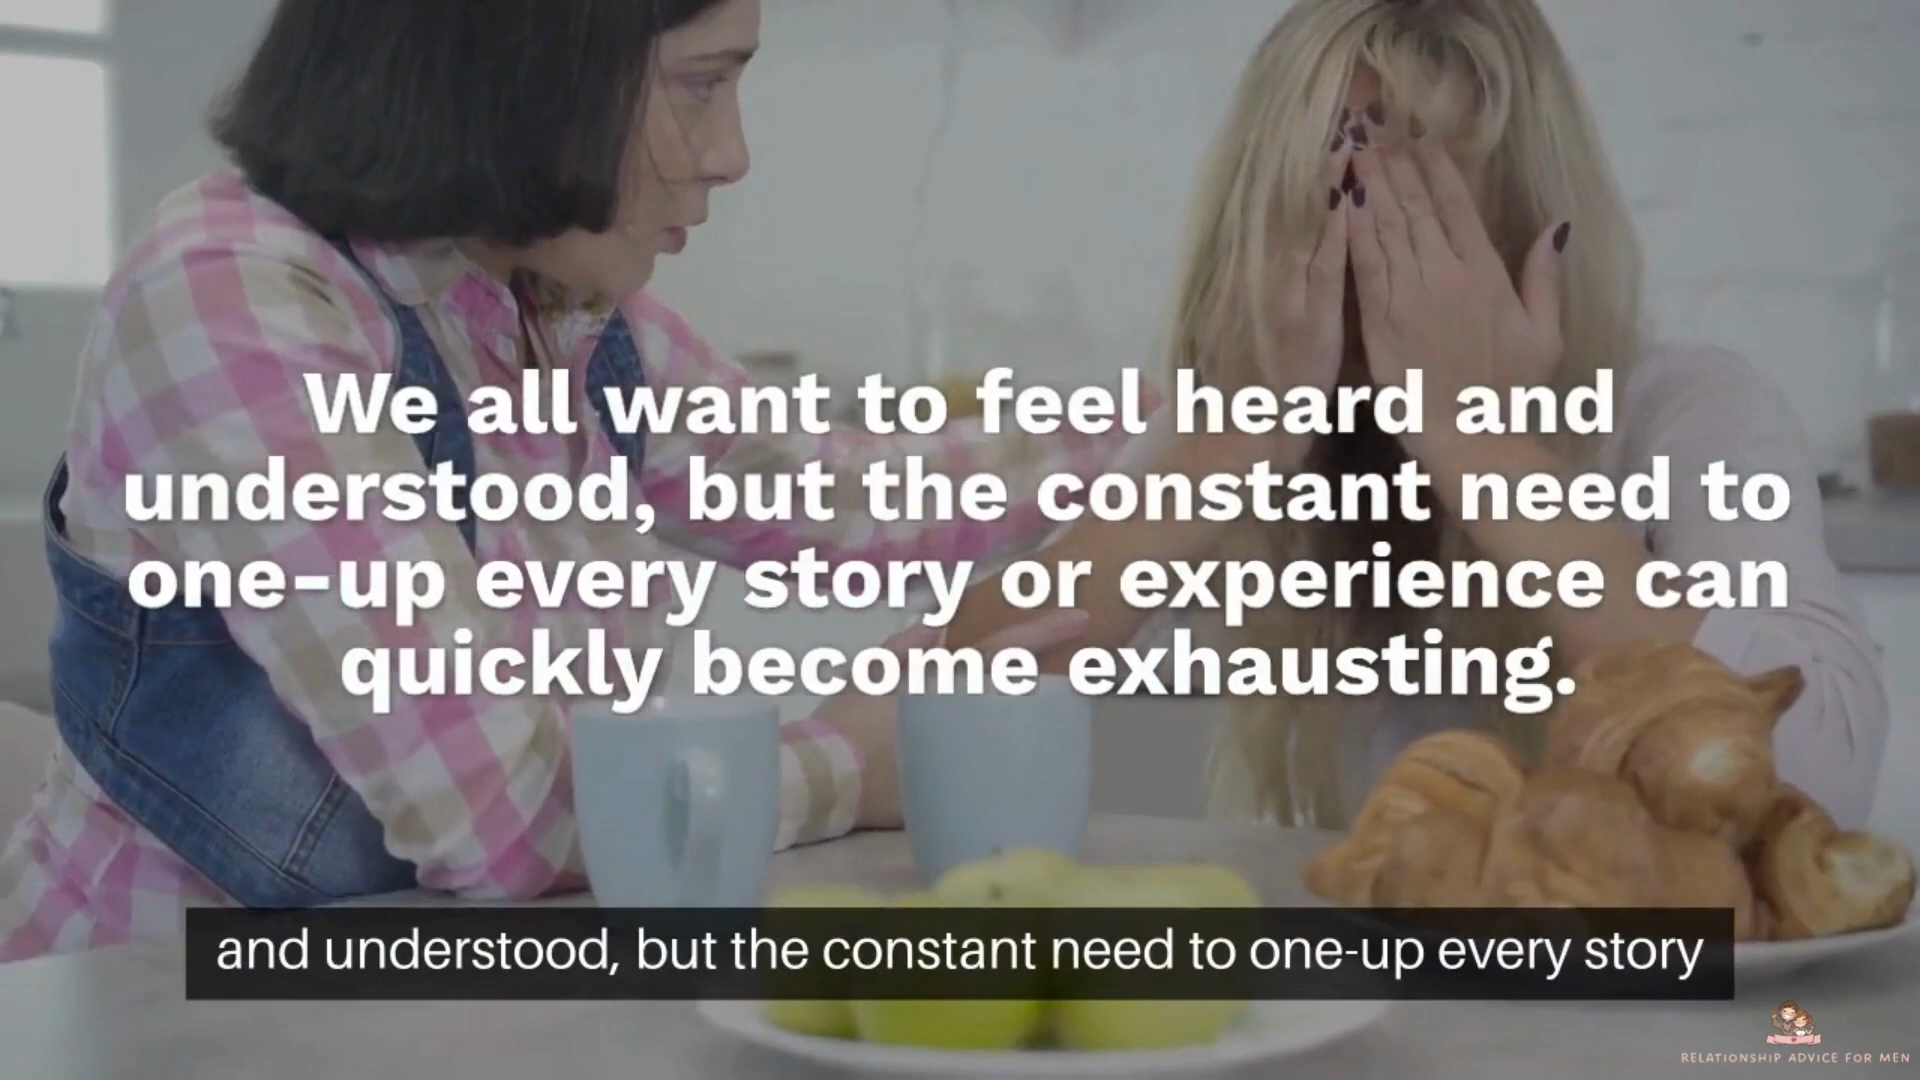 We all want to feel heard and
understood, but the constant need to
one-up every story or experience can
quickly become exhausting.
and understood, but the constant need to one-up every story
RELATIONSHIP ADVICE FOR MEN